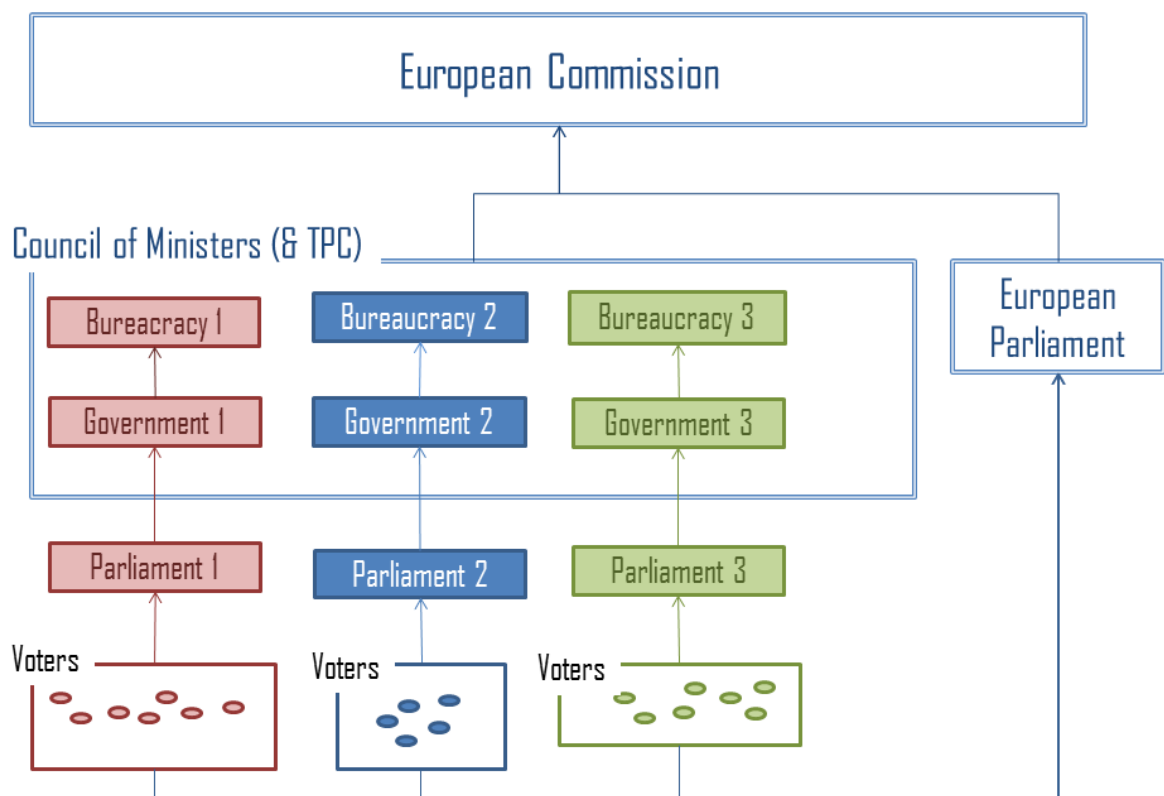 European Commission
Council of Ministers (& TPC)
European
Parliament
Bureacracy 1
Bureaucracy 2
Bureaucracy 3
Government 1
Government 2
Government 3
Parliament 1
Parliament 2
Parliament 3
Voters
Voters
Voters